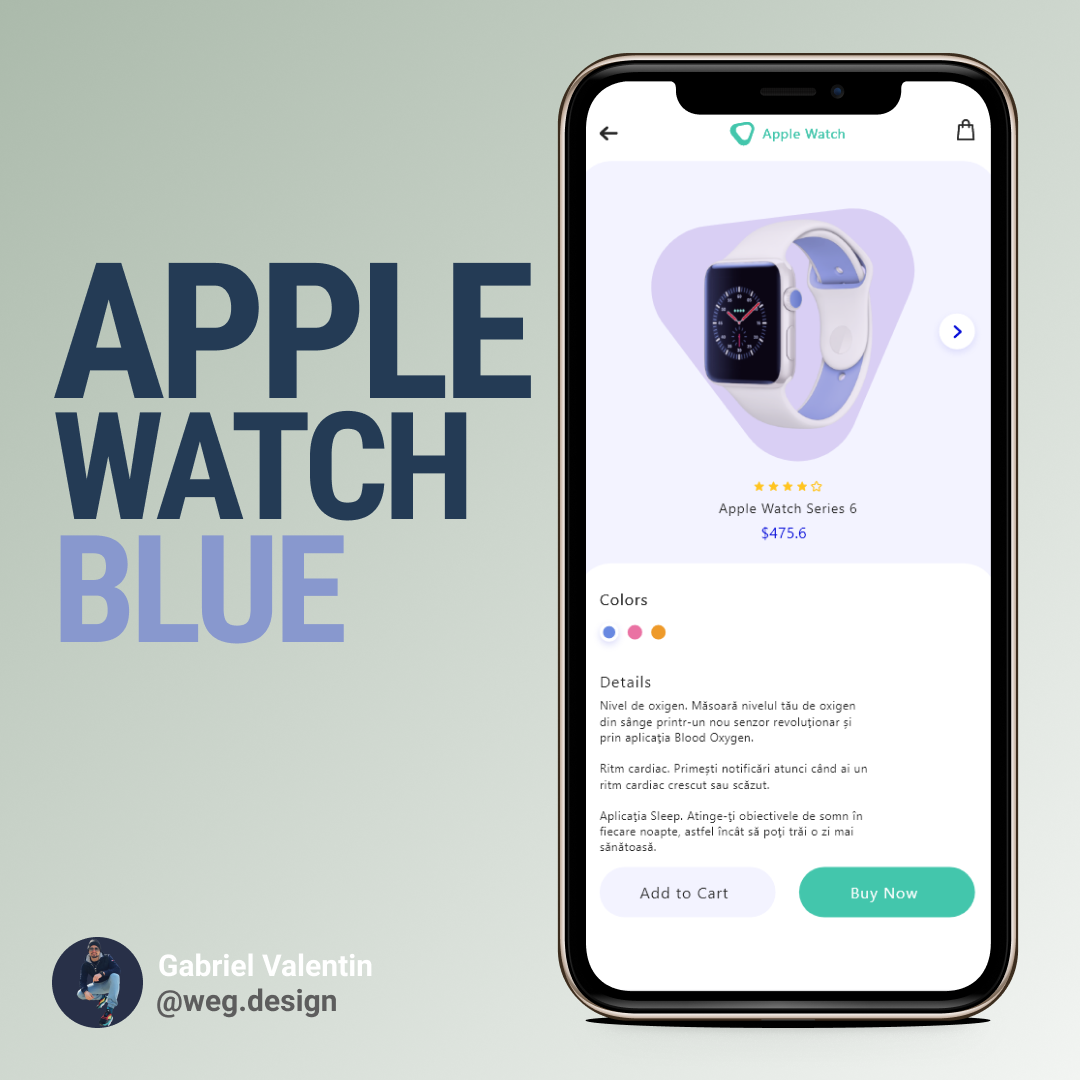 APPLE
WATCH
BLUE
Gabriel Valentin
@weg.design
Apple Watch
Apple Watch Series 6
$475.6
Colors
Details
Nivel de oxigen. Măsoară nivelul tău de oxigen
din sânge printr-un nou senzor revoluţionar și
prin aplicaţia Blood Oxygen.
Ritm cardiac. Primești notificări atunci când ai un
ritm cardiac crescut sau scăzut.
Aplicaţia Sleep. Atinge-ţi obiectivele de somn în
fiecare noapte, astfel încât să poţi trăi o zi mai
sănătoasă.
Add to Cart
Buy Now